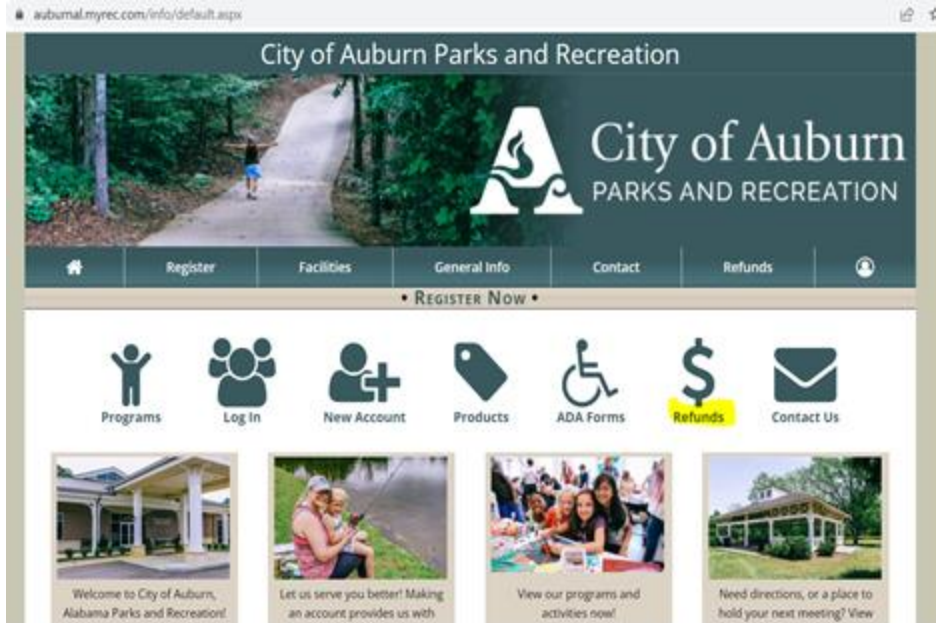 auburnal.myrec.com/info/default.aspx
City of Auburn Parks and Recreation
City of Auburn
PARKS AND RECREATION
Register Facilities General Info Contact Refunds
• REGISTER NOW •
Programs Log In New Account Products ADA Forms Refunds Contact Us
Welcome to City of Auburn,
Alabama Parks and Recreation!
Let us serve you better! Making
an account provides us with
View our programs and
activities now!
Need directions, or a place to
hold your next meeting? View